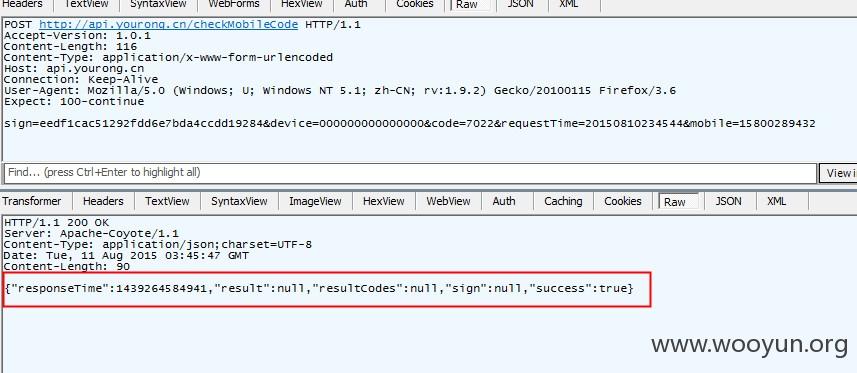 Headers TextView SyntaxView WebForms HexView Auth Cookies Raw JSON XML
POST http://api.yourong.cn/checkMobileCode HTTP/1.1
Accept-Version: 1.0.1
Content-Length: 116
Content-Type: application/x-www-form-urlencoded
Host: api.yourong.cn
Connection: Keep-Alive
User-Agent: Mozilla/5.0 (Windows; U; Windows NT 5.1; zh-CN; rv:1.9.2) Gecko/20100115 Firefox/3.6
Expect: 100-continue
sign=eedf1cac51292fdd6e7bda4ccdd19284&device=000000000000000&code=7022&requestTime=20150810234544&mobile=15800289432
Find... (press Ctrl+Enter to highlight all) View in
Transformer Headers TextView SyntaxView ImageView HexView WebView Auth Caching Cookies Raw JSON XML
HTTP/1.1 200 OK
Server: Apache-Coyote/1.1
Content-Type: application/json;charset=UTF-8
Date: Tue, 11 Aug 2015 03:45:47 GMT
Content-Length: 90
{"responseTime":1439264584941,"result":null,"resultCodes":null,"sign":null,"success":true}
www.wooyun.org